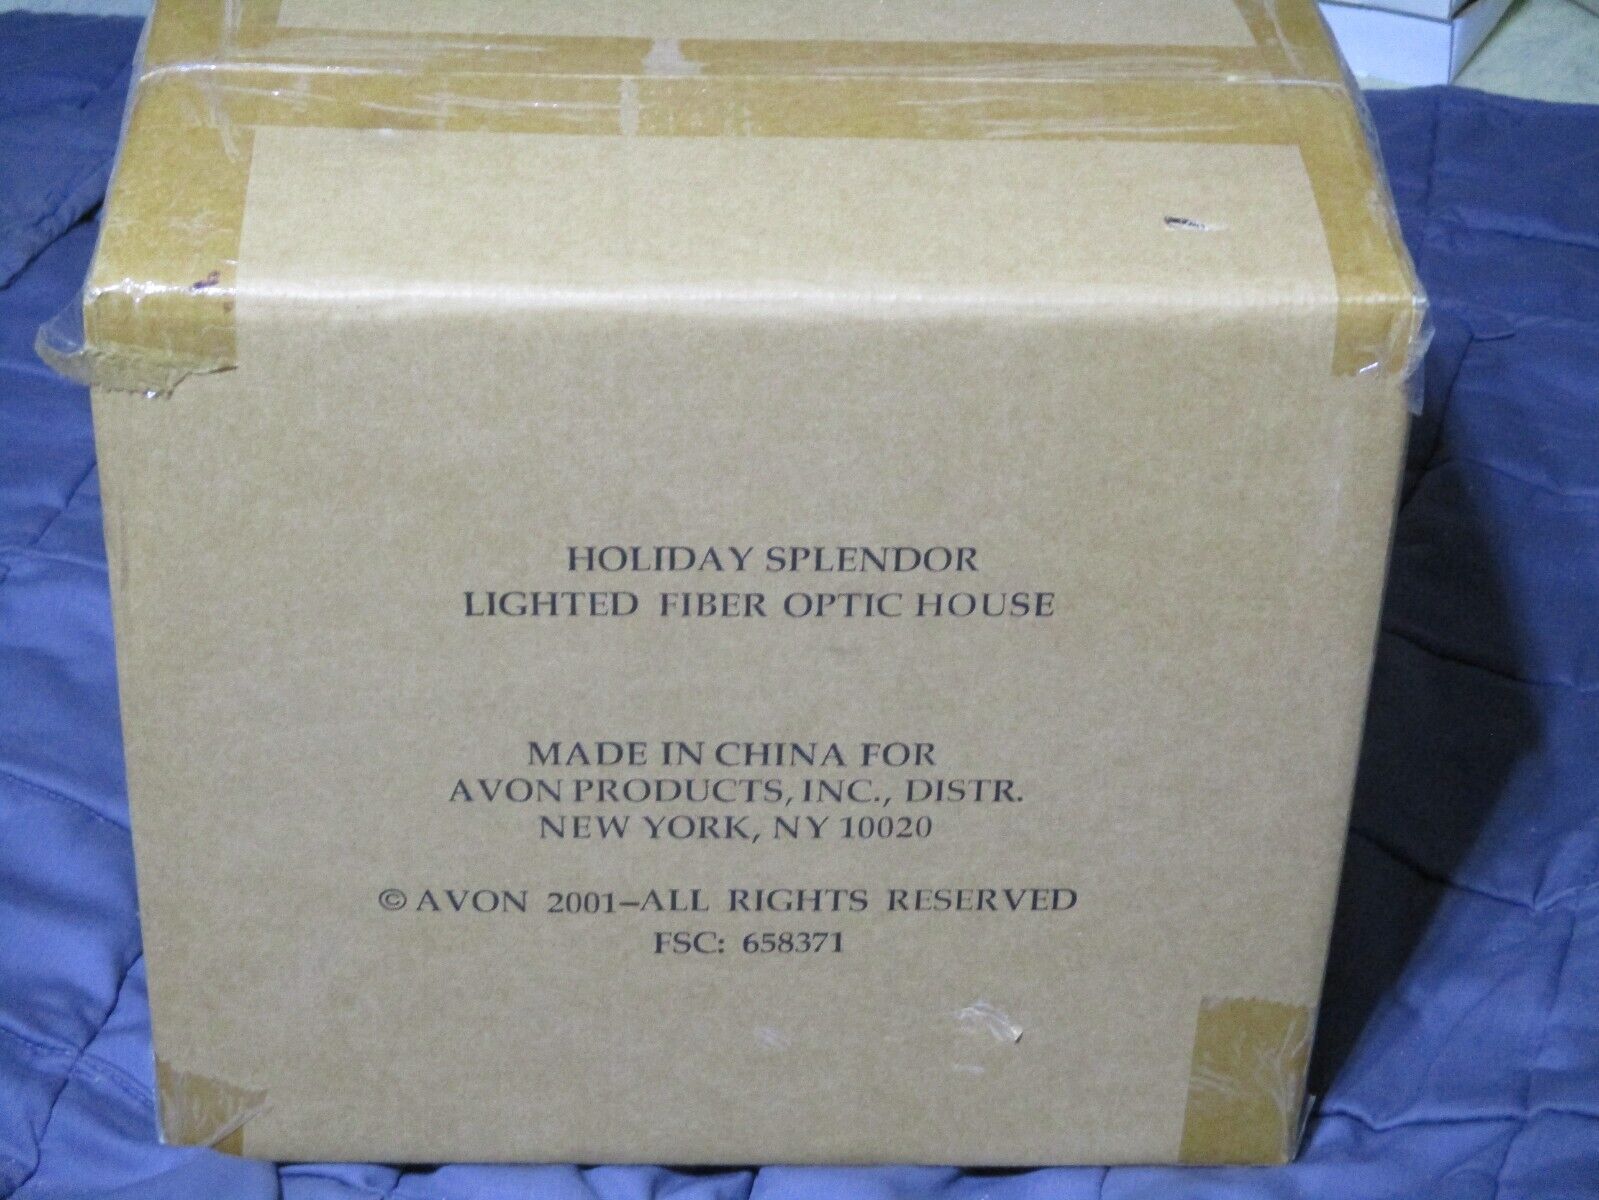 HOLIDAY SPLENDOR
LIGHTED FIBER OPTIC HOUSE
MADE IN CHINA FOR
AVON PRODUCTS, INC., DISTR.
NEW YORK, NY 10020
© AVON 2001–ALL RIGHTS RESERVED
FSC: 658371